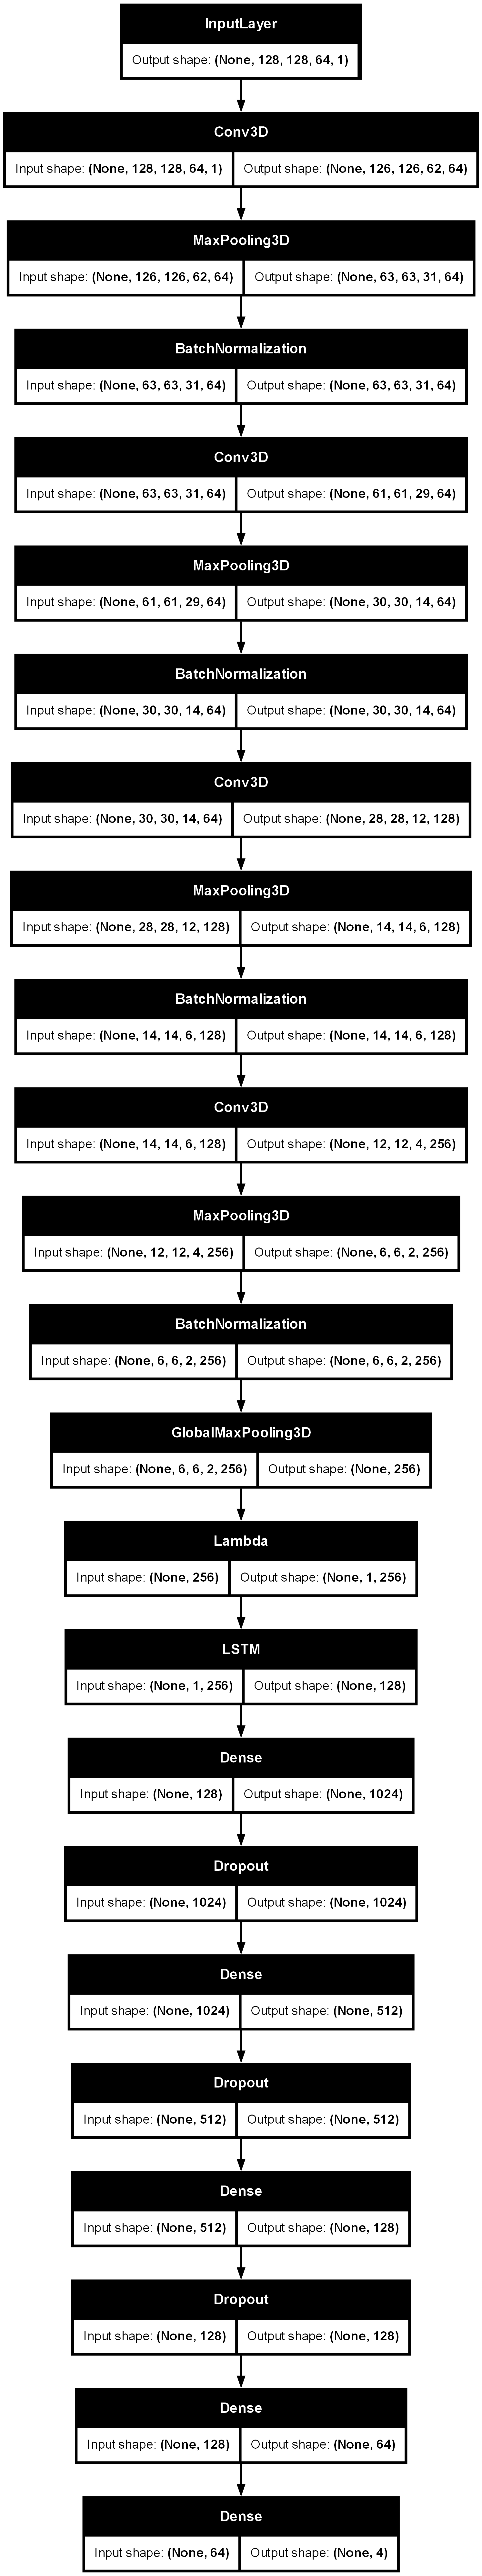 InputLayer
Output shape: (None, 128, 128, 64, 1)
Conv3D
Input shape: (None, 128, 128, 64, 1) Output shape: (None, 126, 126, 62, 64)
MaxPooling3D
Input shape: (None, 126, 126, 62, 64) Output shape: (None, 63, 63, 31, 64)
BatchNormalization
Input shape: (None, 63, 63, 31, 64) Output shape: (None, 63, 63, 31, 64)
Conv3D
Input shape: (None, 63, 63, 31, 64) Output shape: (None, 61, 61, 29, 64)
MaxPooling3D
Input shape: (None, 61, 61, 29, 64) Output shape: (None, 30, 30, 14, 64)
BatchNormalization
Input shape: (None, 30, 30, 14, 64) Output shape: (None, 30, 30, 14, 64)
Conv3D
Input shape: (None, 30, 30, 14, 64) Output shape: (None, 28, 28, 12, 128)
MaxPooling3D
Input shape: (None, 28, 28, 12, 128) Output shape: (None, 14, 14, 6, 128)
BatchNormalization
Input shape: (None, 14, 14, 6, 128) Output shape: (None, 14, 14, 6, 128)
Conv3D
Input shape: (None, 14, 14, 6, 128) Output shape: (None, 12, 12, 4, 256)
MaxPooling3D
Input shape: (None, 12, 12, 4, 256) Output shape: (None, 6, 6, 2, 256)
BatchNormalization
Input shape: (None, 6, 6, 2, 256) Output shape: (None, 6, 6, 2, 256)
GlobalMaxPooling3D
Input shape: (None, 6, 6, 2, 256) Output shape: (None, 256)
Lambda
Input shape: (None, 256) Output shape: (None, 1, 256)
LSTM
Input shape: (None, 1, 256) Output shape: (None, 128)
Dense
Input shape: (None, 128) Output shape: (None, 1024)
Dropout
Input shape: (None, 1024) Output shape: (None, 1024)
Dense
Input shape: (None, 1024) Output shape: (None, 512)
Dropout
Input shape: (None, 512) Output shape: (None, 512)
Dense
Input shape: (None, 512) Output shape: (None, 128)
Dropout
Input shape: (None, 128) Output shape: (None, 128)
Dense
Input shape: (None, 128) Output shape: (None, 64)
Dense
Input shape: (None, 64) Output shape: (None, 4)